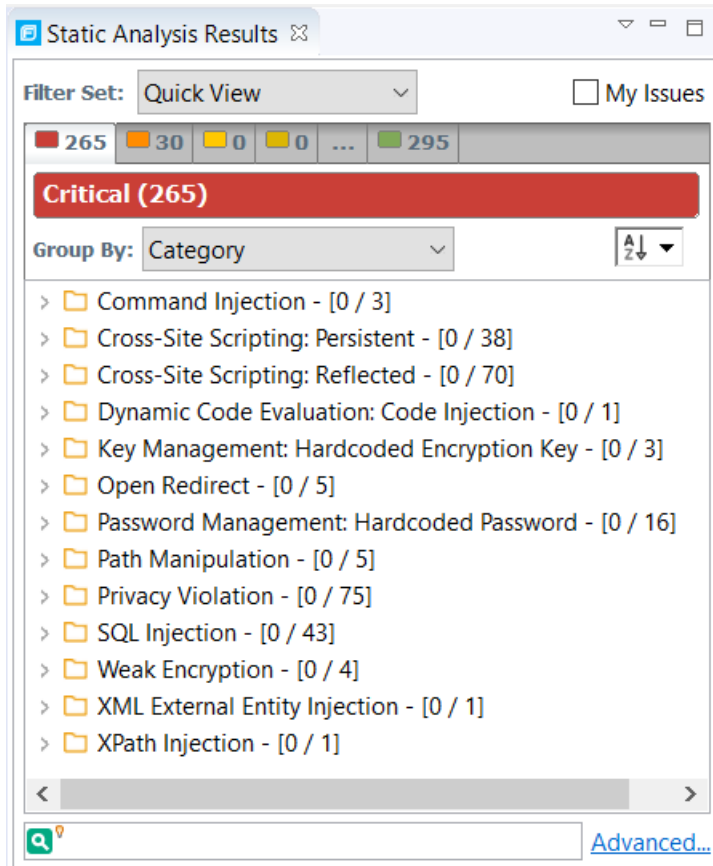 Static Analysis Results
Filter Set: Quick View My Issues
265 30 0 0 ... 295
Critical (265)
Group By: Category
Command Injection - [0 / 3]
Cross-Site Scripting: Persistent - [0 / 38]
Cross-Site Scripting: Reflected - [0 / 70]
Dynamic Code Evaluation: Code Injection - [0 / 1]
Key Management: Hardcoded Encryption Key - [0 / 3]
Open Redirect - [0 / 5]
Password Management: Hardcoded Password - [0 / 16]
Path Manipulation - [0 / 5]
Privacy Violation - [0 / 75]
SQL Injection - [0 / 43]
Weak Encryption - [0 / 4]
XML External Entity Injection - [0 / 1]
XPath Injection - [0 / 1]
Advanced...